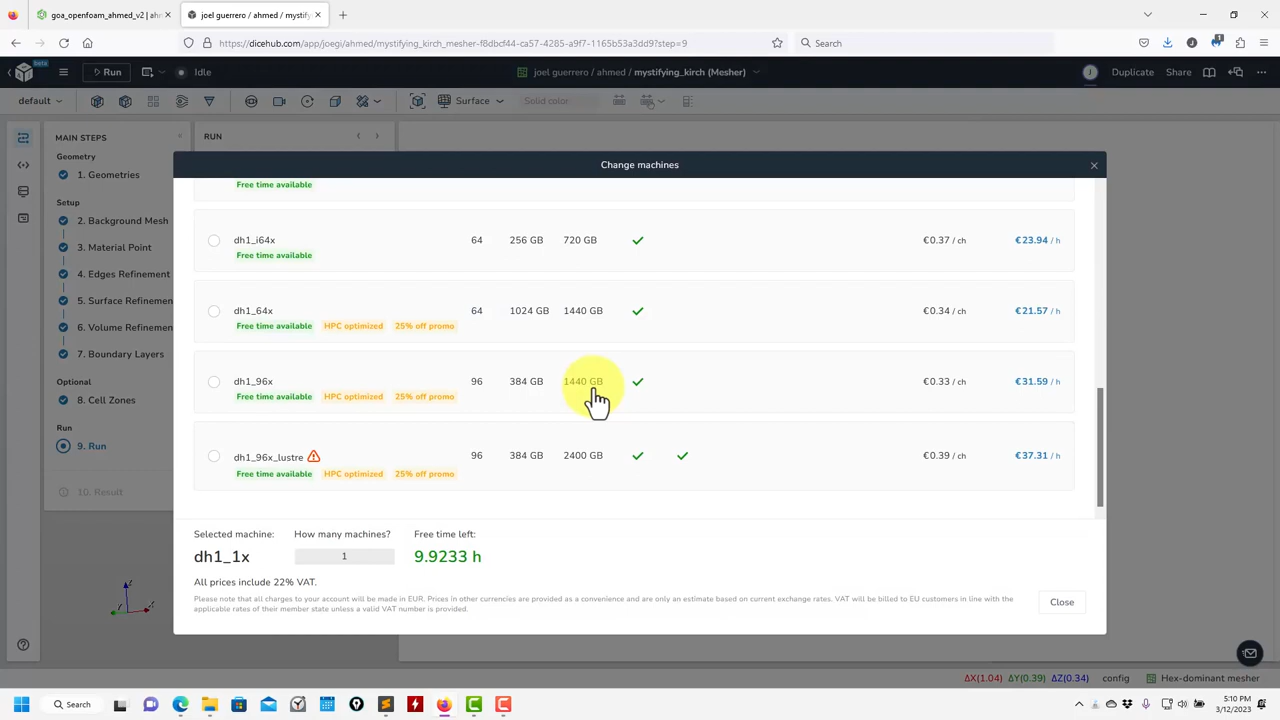 goa_openfoam_ahmed_v2 | ah
joel guerrero / ahmed / mystify
https://dicehub.com/app/joegi/ahmed/mystifying_kirch_mesher-f8dbcf44-ca57-4285-a9f7-1165b53a3dd9?step=9
Search
beta
Run
Idle
joel guerrero / ahmed / mystifying_kirch (Mesher)
J
Duplicate
Share
default
Surface
Solid color
MAIN STEPS
RUN
Geometry
1. Geometries
Setup
2. Background Mesh
3. Material Point
4. Edges Refinement
5. Surface Refinemen
6. Volume Refinemen
7. Boundary Layers
Optional
8. Cell Zones
Run
9. Run
10. Result
Change machines
Free time available
dh1_i64x 64 256 GB 720 GB €0.37 / ch €23.94 / h
Free time available
dh1_64x 64 1024 GB 1440 GB €0.34 / ch €21.57 / h
Free time available HPC optimized 25% off promo
dh1_96x 96 384 GB 1440 GB €0.33 / ch €31.59 / h
Free time available HPC optimized 25% off promo
dh1_96x_lustre 96 384 GB 2400 GB €0.39 / ch €37.31 / h
Free time available HPC optimized 25% off promo
Selected machine: How many machines? Free time left:
dh1_1x 1 9.9233 h
All prices include 22% VAT.
Please note that all charges to your account will be made in EUR. Prices in other currencies are provided as a convenience and are only an estimate based on current exchange rates. VAT will be billed to EU customers in line with the
applicable rates of their member state unless a valid VAT number is provided.
Close
ΔX(1.04) ΔY(0.39) ΔZ(0.34) config Hex-dominant mesher
Search
5:10 PM
3/12/2023